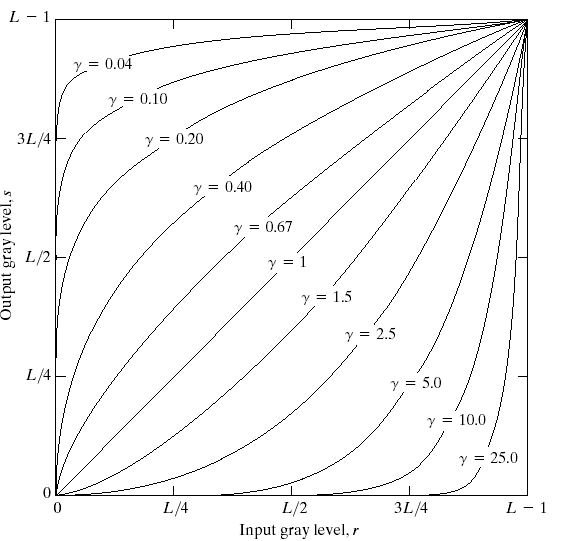 L − 1
γ = 0.04
γ = 0.10
3L/4
γ = 0.20
γ = 0.40
Output gray level, s
γ = 0.67
L/2
γ = 1
γ = 1.5
γ = 2.5
L/4
γ = 5.0
γ = 10.0
γ = 25.0
0
0 L/4 L/2 3L/4 L − 1
Input gray level, r